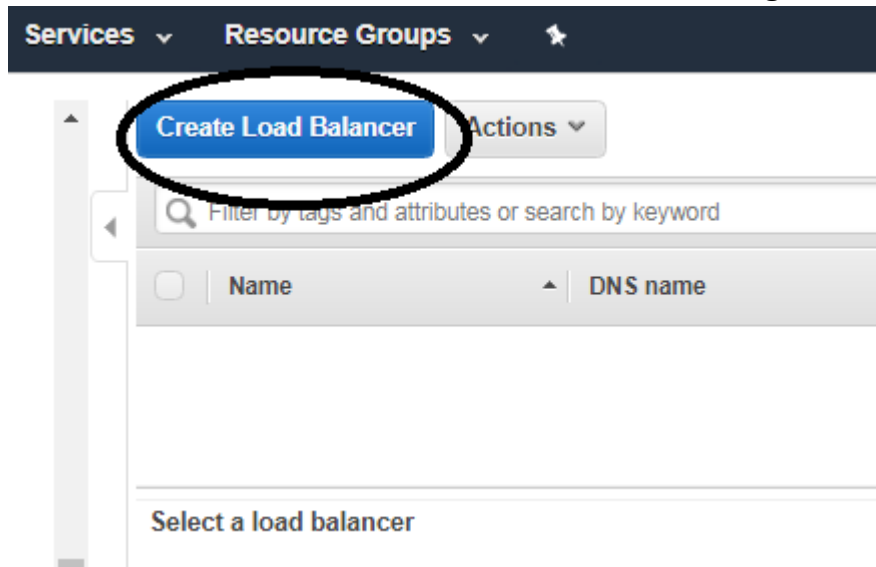 Services Resource Groups
Create Load Balancer Actions
Filter by tags and attributes or search by keyword
Name DNS name
Select a load balancer